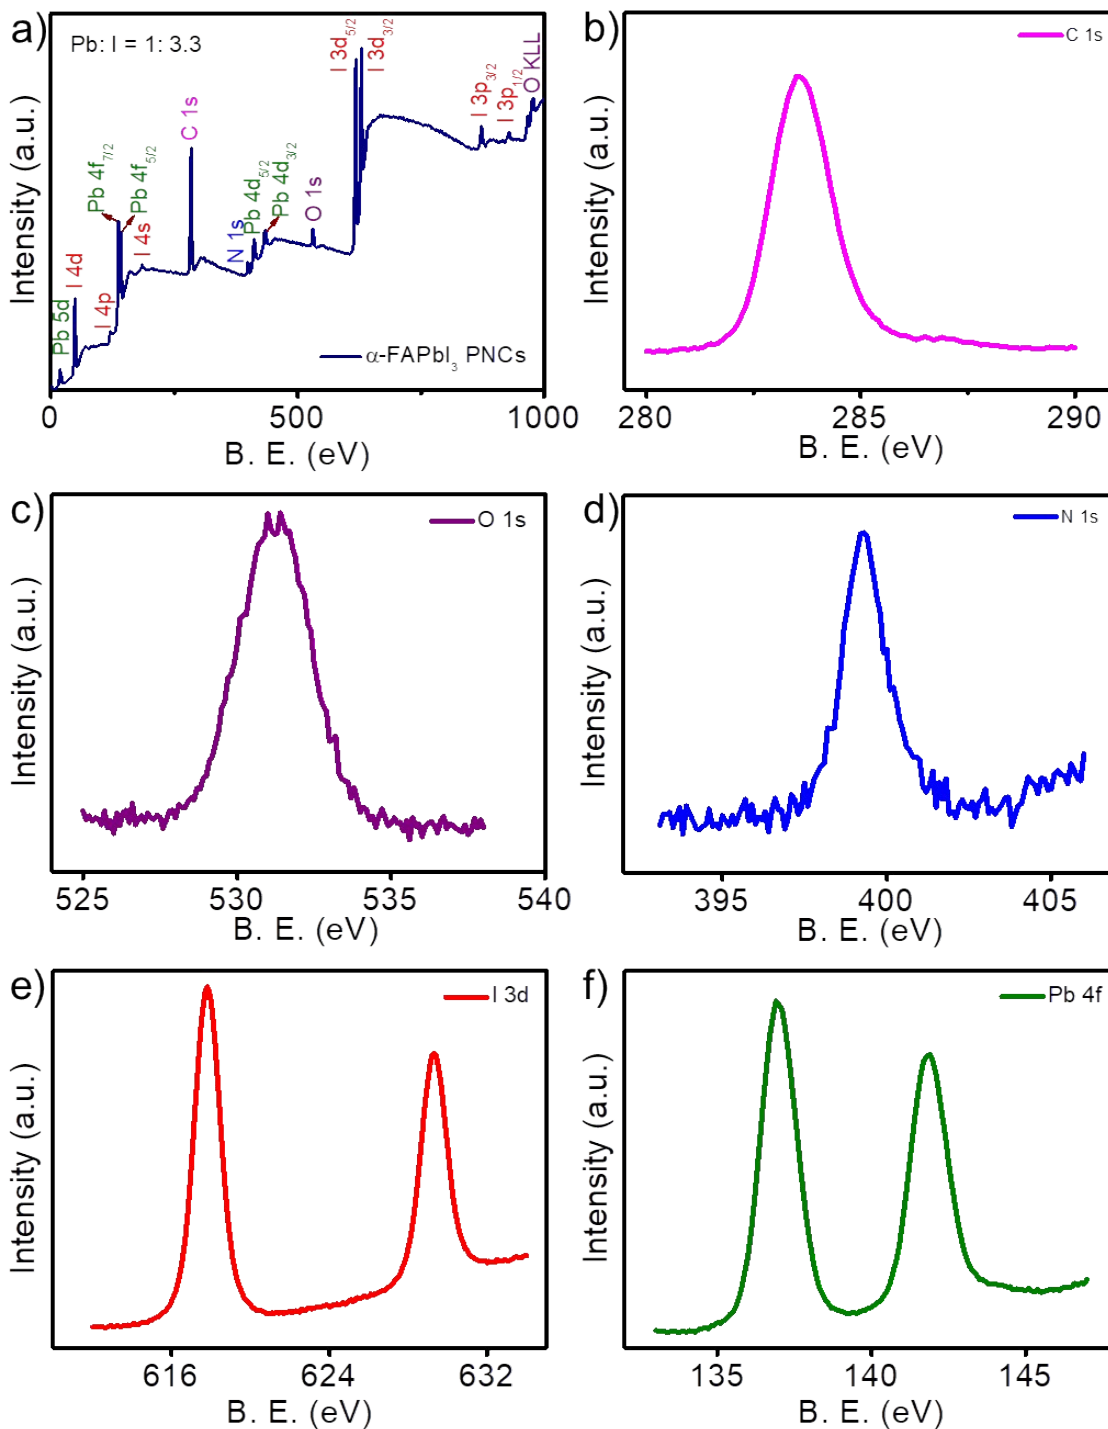 a)
Pb: I = 1: 3.3
Intensity (a.u.)
Pb 5d
I 4d
I 4p
Pb 4f7/2
Pb 4f5/2
I 4s
C 1s
N 1s
Pb 4d5/2
Pb 4d3/2
O 1s
I 3d5/2
I 3d3/2
I 3p3/2
I 3p1/2
O KLL
α-FAPbI3 PNCs
0 500 1000
B. E. (eV)
b)
C 1s
Intensity (a.u.)
280 285 290
B. E. (eV)
c)
O 1s
Intensity (a.u.)
525 530 535 540
B. E. (eV)
d)
N 1s
Intensity (a.u.)
395 400 405
B. E. (eV)
e)
I 3d
Intensity (a.u.)
616 624 632
B. E. (eV)
f)
Pb 4f
Intensity (a.u.)
135 140 145
B. E. (eV)